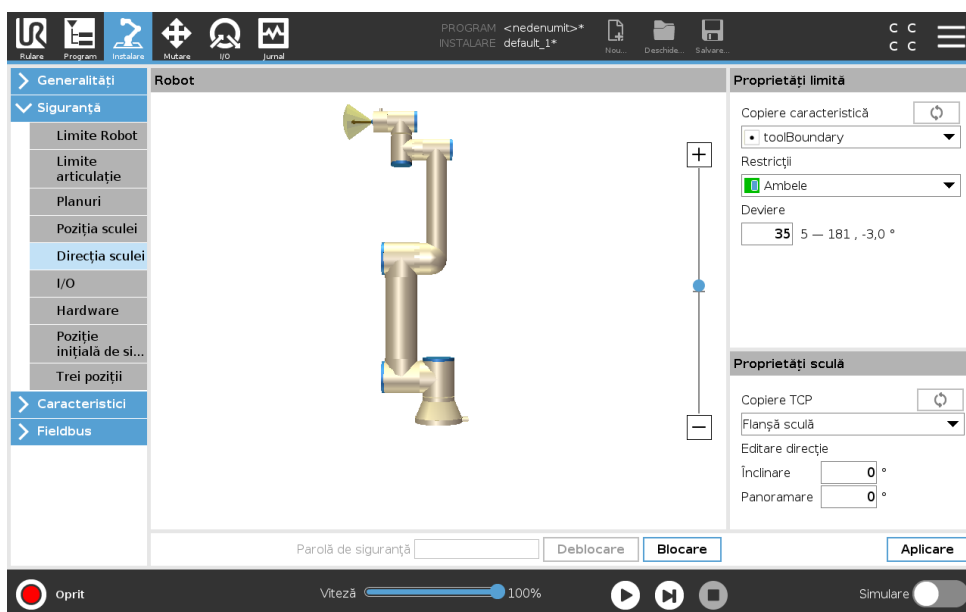 PROGRAM <nedenumit>*
INSTALARE default_1*
Rulare Program Instalare Mutare I/O Jurnal Nou... Deschide... Salvare...
C C
C C
Generalități
Siguranță
Limite Robot
Limite
articulație
Planuri
Poziția sculei
Direcția sculei
I/O
Hardware
Poziție
inițială de si...
Trei poziții
Caracteristici
Fieldbus
Robot
Proprietăți limită
Copiere caracteristică
toolBoundary
Restricții
Ambele
Deviere
35 5 — 181 , -3,0 °
Proprietăți sculă
Copiere TCP
Flanșă sculă
Editare direcție
Înclinare 0 °
Panoramare 0 °
Parolă de siguranță Deblocare Blocare Aplicare
Oprit Viteză 100% Simulare